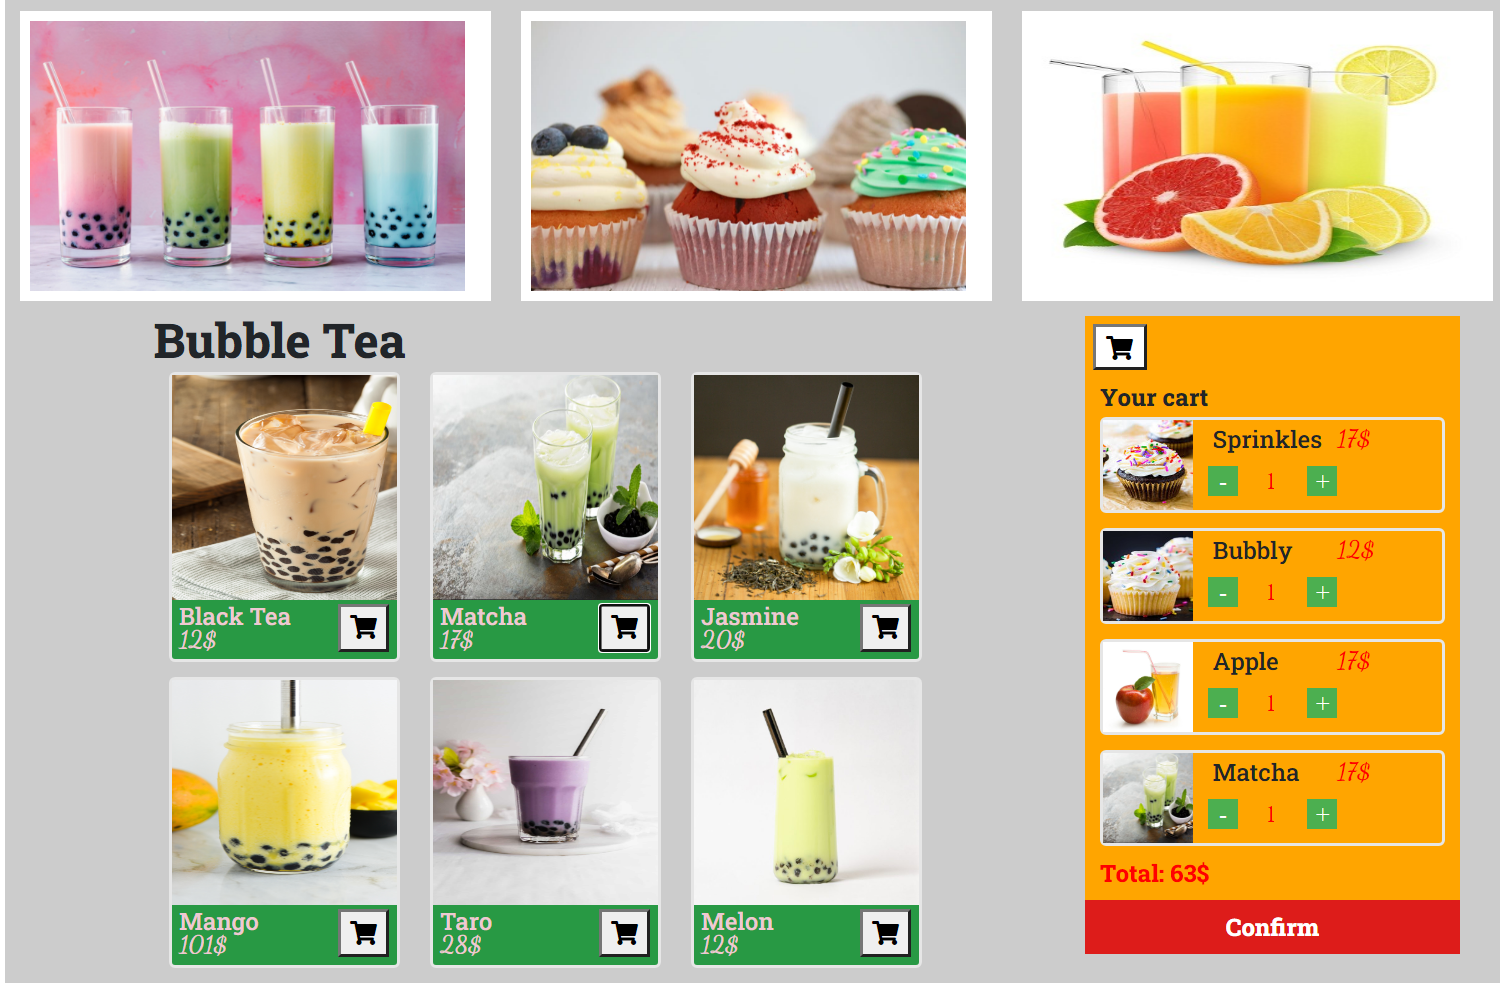 Bubble Tea
Black Tea
12$
Matcha
17$
Jasmine
20$
Mango
101$
Taro
28$
Melon
12$
Your cart
Sprinkles 17$
- 1 +
Bubbly 12$
- 1 +
Apple 17$
- 1 +
Matcha 17$
- 1 +
Total: 63$
Confirm